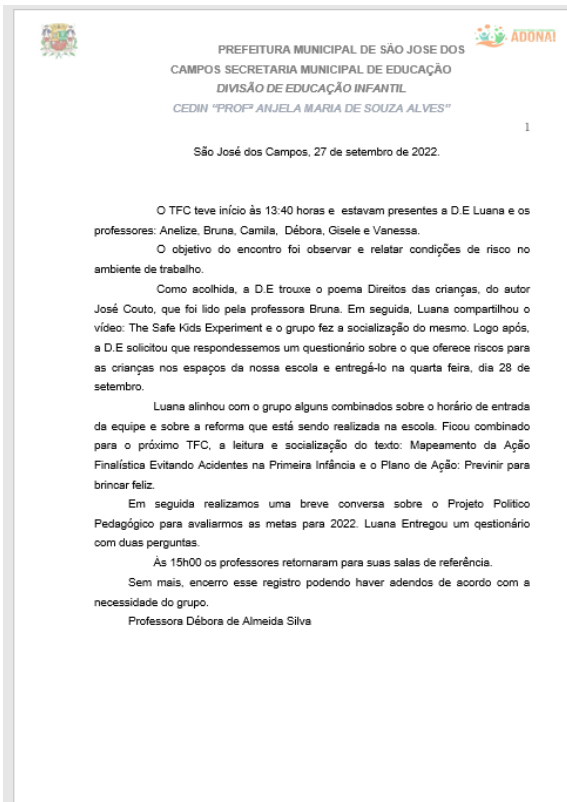 ADONAI
PREFEITURA MUNICIPAL DE SÃO JOSE DOS
CAMPOS SECRETARIA MUNICIPAL DE EDUCAÇÃO
DIVISÃO DE EDUCAÇÃO INFANTIL
CEDIN "PROFª ANJELA MARIA DE SOUZA ALVES"
1
São José dos Campos, 27 de setembro de 2022.
O TFC teve início às 13:40 horas e estavam presentes a D.E Luana e os
professores: Anelize, Bruna, Camila, Débora, Gisele e Vanessa.
O objetivo do encontro foi observar e relatar condições de risco no
ambiente de trabalho.
Como acolhida, a D.E trouxe o poema Direitos das crianças, do autor
José Couto, que foi lido pela professora Bruna. Em seguida, Luana compartilhou o
vídeo: The Safe Kids Experiment e o grupo fez a socialização do mesmo. Logo após,
a D.E solicitou que respondessemos um questionário sobre o que oferece riscos para
as crianças nos espaços da nossa escola e entregá-lo na quarta feira, dia 28 de
setembro.
Luana alinhou com o grupo alguns combinados sobre o horário de entrada
da equipe e sobre a reforma que está sendo realizada na escola. Ficou combinado
para o próximo TFC, a leitura e socialização do texto: Mapeamento da Ação
Finalística Evitando Acidentes na Primeira Infância e o Plano de Ação: Previnir para
brincar feliz.
Em seguida realizamos uma breve conversa sobre o Projeto Politico
Pedagógico para avaliarmos as metas para 2022. Luana Entregou um qestionário
com duas perguntas.
Às 15h00 os professores retornaram para suas salas de referência.
Sem mais, encerro esse registro podendo haver adendos de acordo com a
necessidade do grupo.
Professora Débora de Almeida Silva